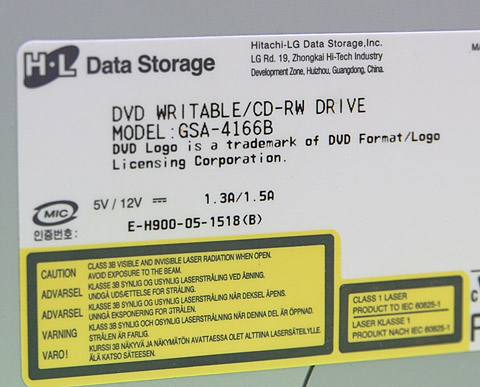 H·L Data Storage
Hitachi-LG Data Storage,Inc.
LG Rd. 19, Zhongkai Hi-Tech Industry
Development Zone, Huizhou, Guangdong, China.
MA
DVD WRITABLE/CD-RW DRIVE
MODEL:GSA-4166B
DVD Logo is a trademark of DVD Format/Logo
Licensing Corporation.
MIC
5V / 12V ⎓ 1.3A/1.5A
인증번호: E-H900-05-1518(B)
CAUTION CLASS 3B VISIBLE AND INVISIBLE LASER RADIATION WHEN OPEN.
AVOID EXPOSURE TO THE BEAM.
ADVARSEL KLASSE 3B SYNLIG OG USYNLIG LASERSTRÅLING VED ÅBNING.
UNDGÅ UDSÆTTELSE FOR STRÅLING.
ADVARSEL KLASSE 3B SYNLIG OG USYNLIG LASERSTRÅLING NÅR DEKSEL ÅPNES.
UNNGÅ EKSPONERING FOR STRÅLEN.
VARNING KLASS 3B SYNLIG OCH OSYNLIG LASERSTRÅLNING NÄR DENNA DEL ÄR ÖPPNAD.
STRÅLEN ÄR FARLIG.
VARO! KURSSI 3B NÄKYVÄ JA NÄKYMÄTÖN AVATTAESSA OLET ALTTIINA LASERSÄTEILYLLE.
ÄLÄ KATSO SÄTEESEEN.
CLASS 1 LASER
PRODUCT TO IEC 60825-1
LASER KLASSE 1
PRODUKT NACH IEC 60825-1